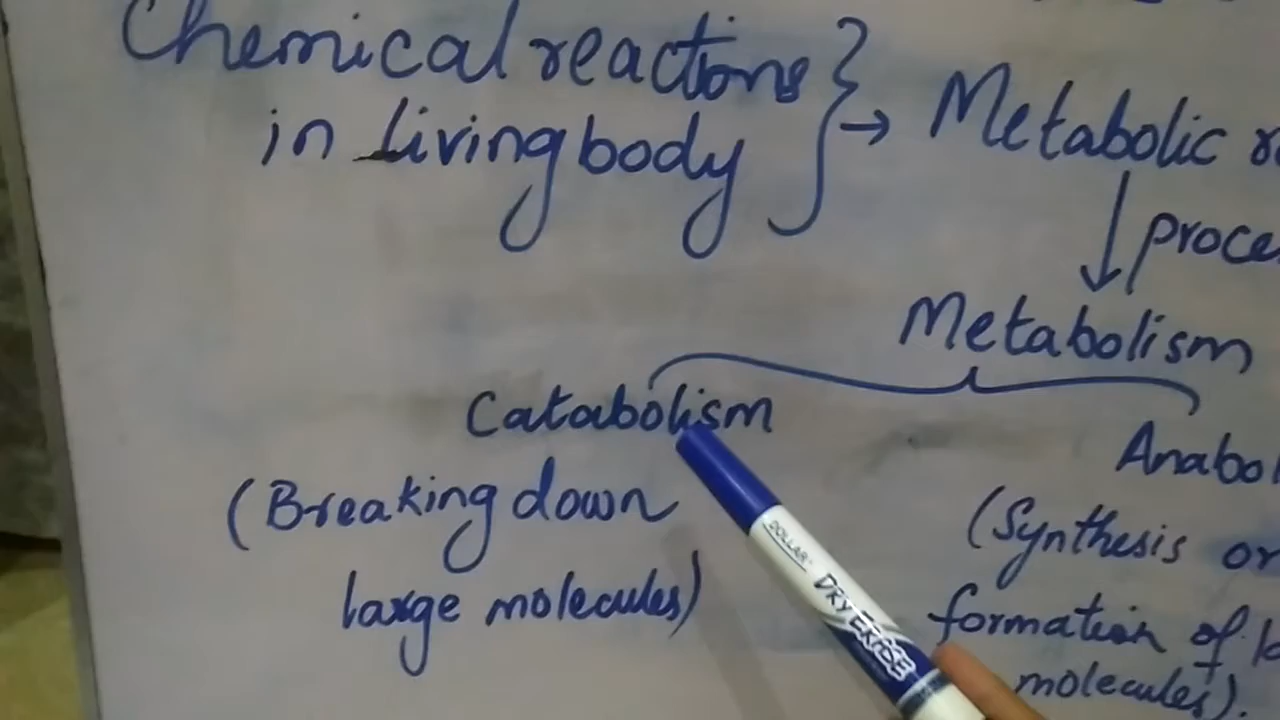 Chemical reactions } → Metabolic
in living body
↓ proce
Metabolism
Catabolism
Anabol
(Breaking down
large molecules)
(Synthesis or
formation of
molecules).
DOLLAR
DRY ERASE